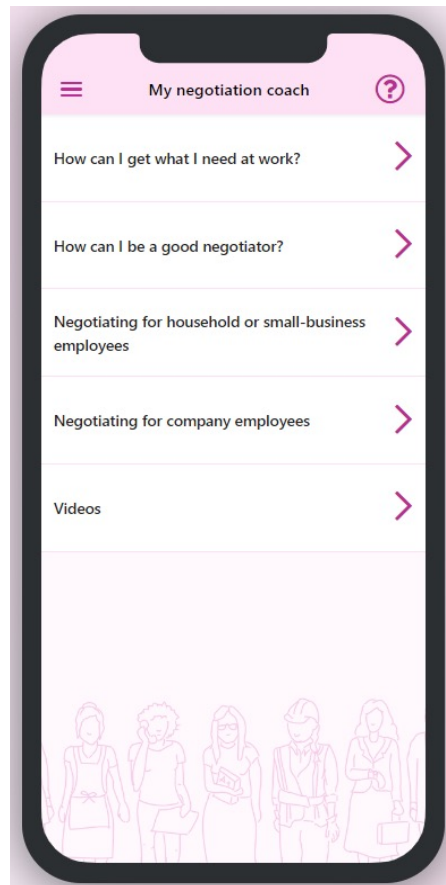 My negotiation coach
?
How can I get what I need at work?
How can I be a good negotiator?
Negotiating for household or small-business
employees
Negotiating for company employees
Videos